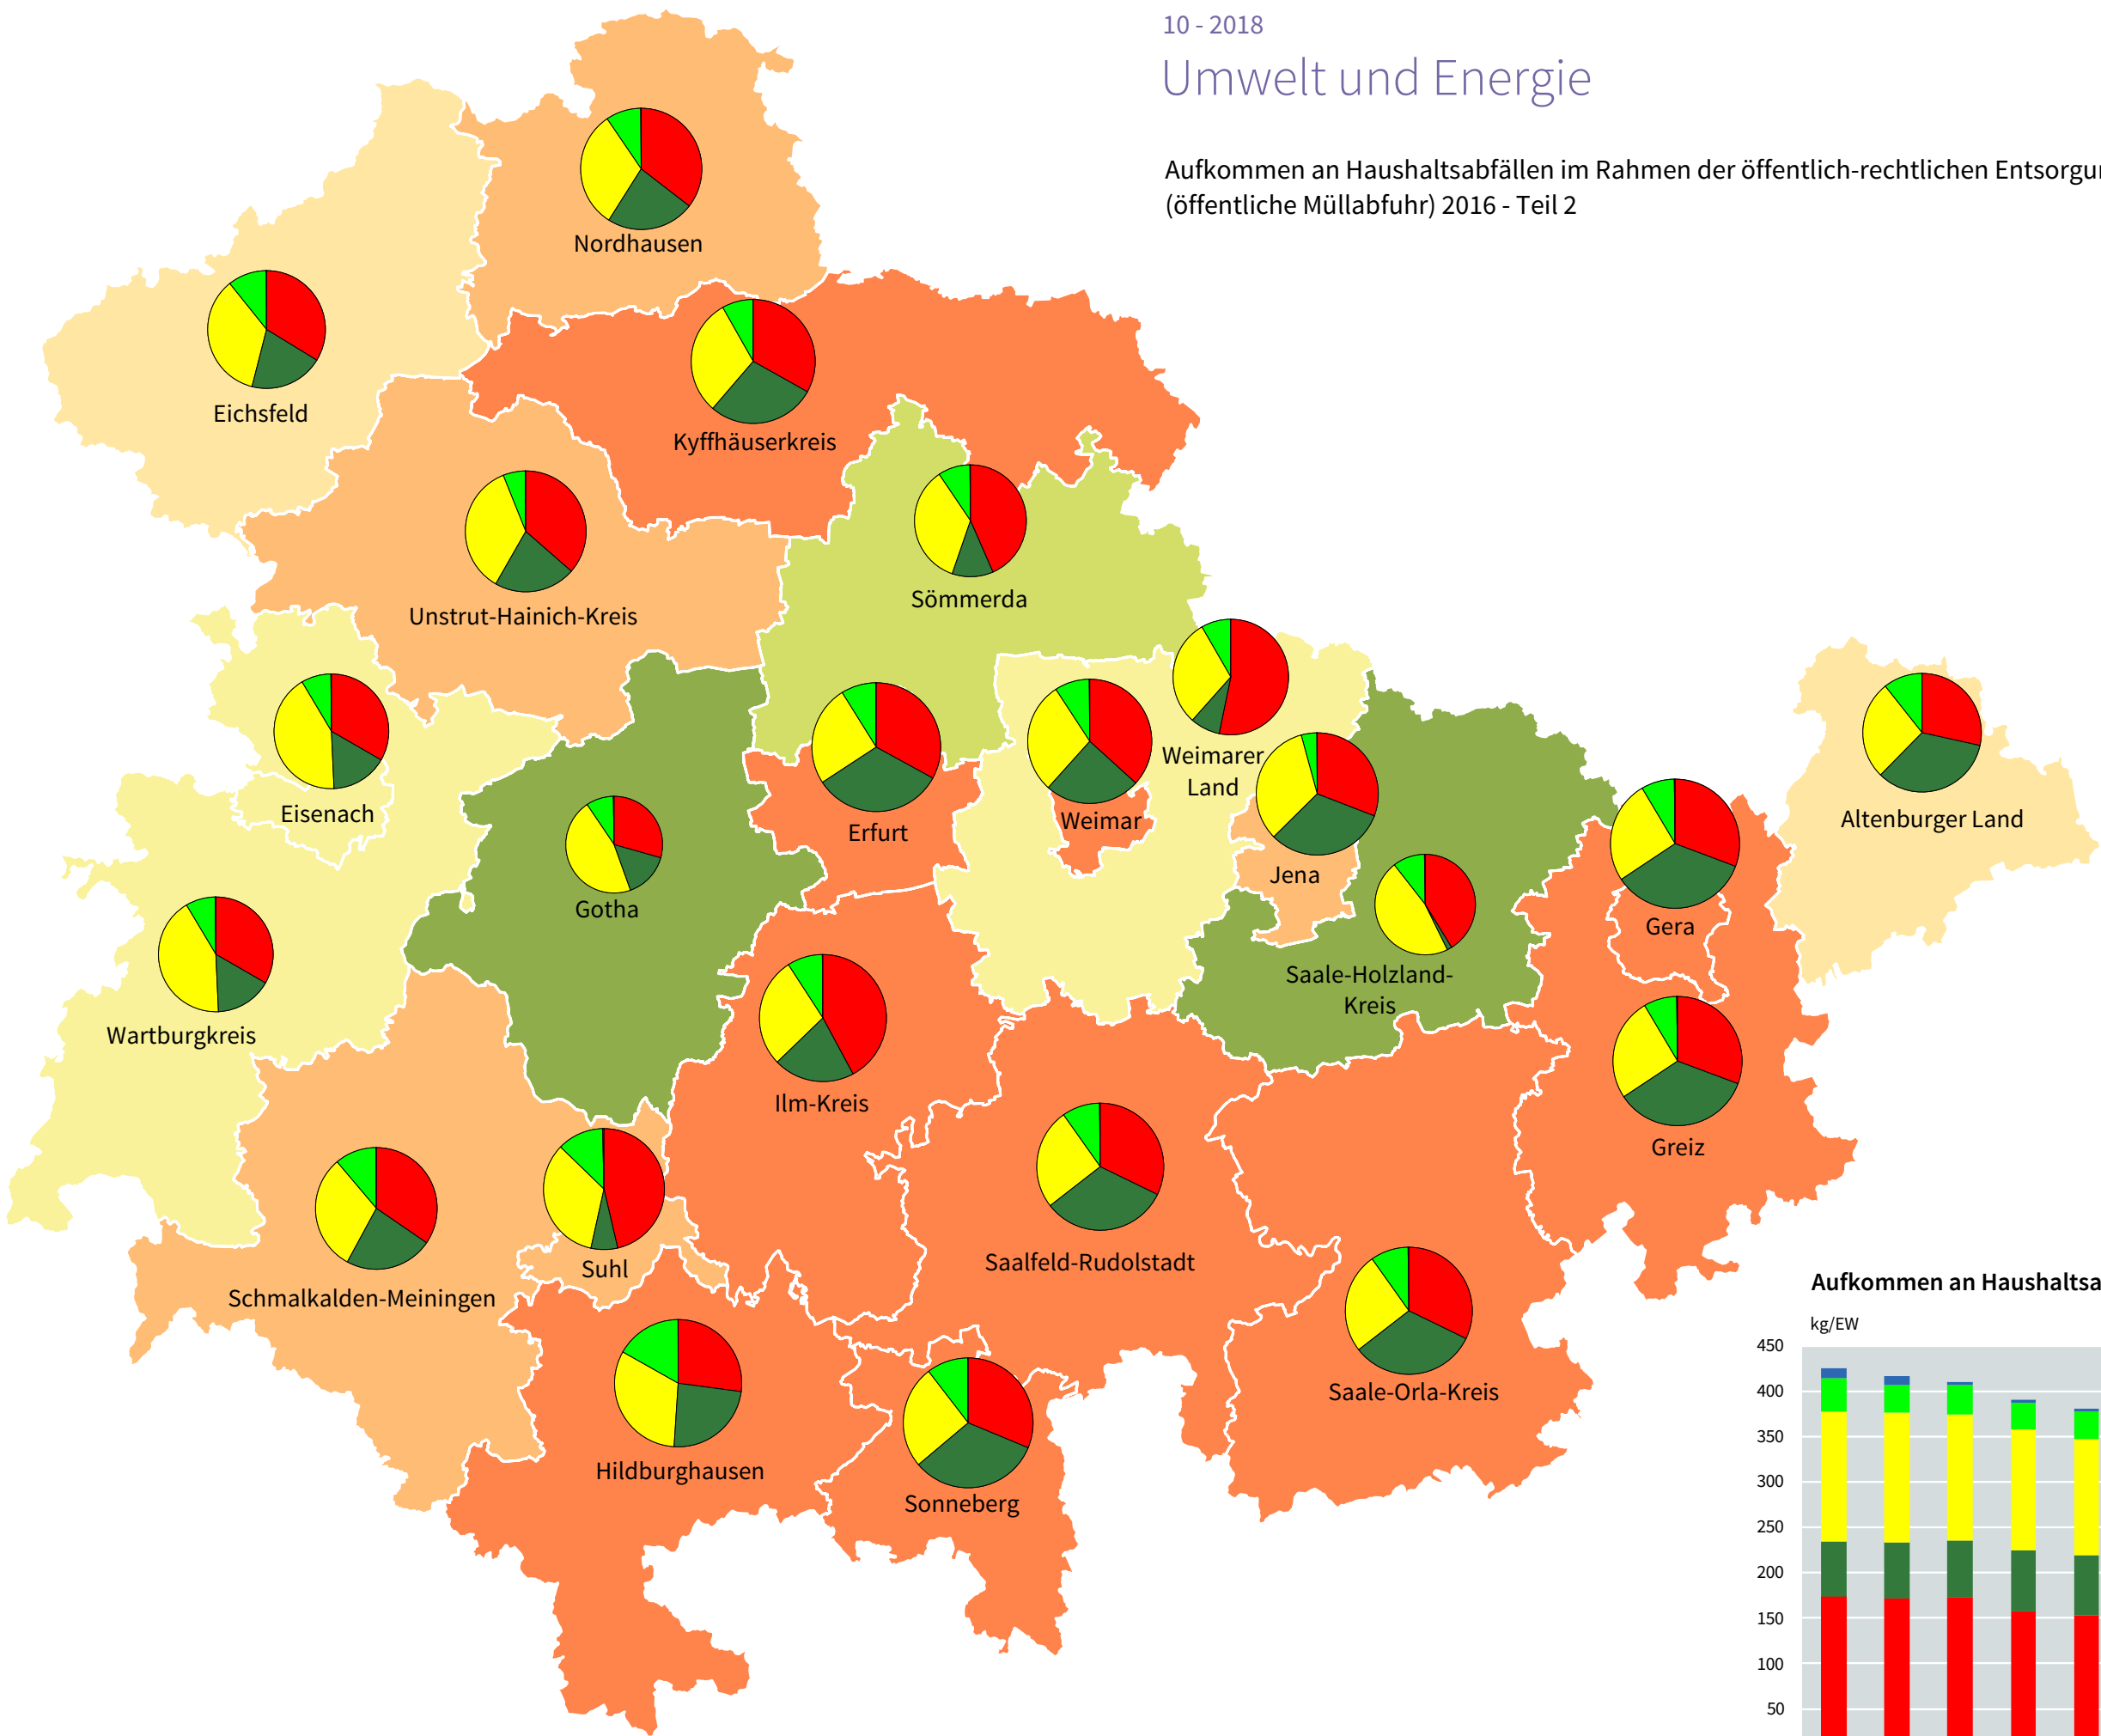 10 - 2018
Umwelt und Energie
Aufkommen an Haushaltsabfällen im Rahmen der öffentlich-rechtlichen
(öffentliche Müllabfuhr) 2016 - Teil 2
Nordhausen
Eichsfeld
Kyffhäuserkreis
Unstrut-Hainich-Kreis
Sömmerda
Eisenach
Erfurt
Weimar
Weimarer
Land
Altenburger Land
Gotha
Jena
Gera
Saale-Holzland-
Kreis
Wartburgkreis
Ilm-Kreis
Greiz
Suhl
Saalfeld-Rudolstadt
Schmalkalden-Meiningen
Saale-Orla-Kreis
Hildburghausen
Sonneberg
Aufkommen an
kg/EW
450
400
350
300
250
200
150
100
50